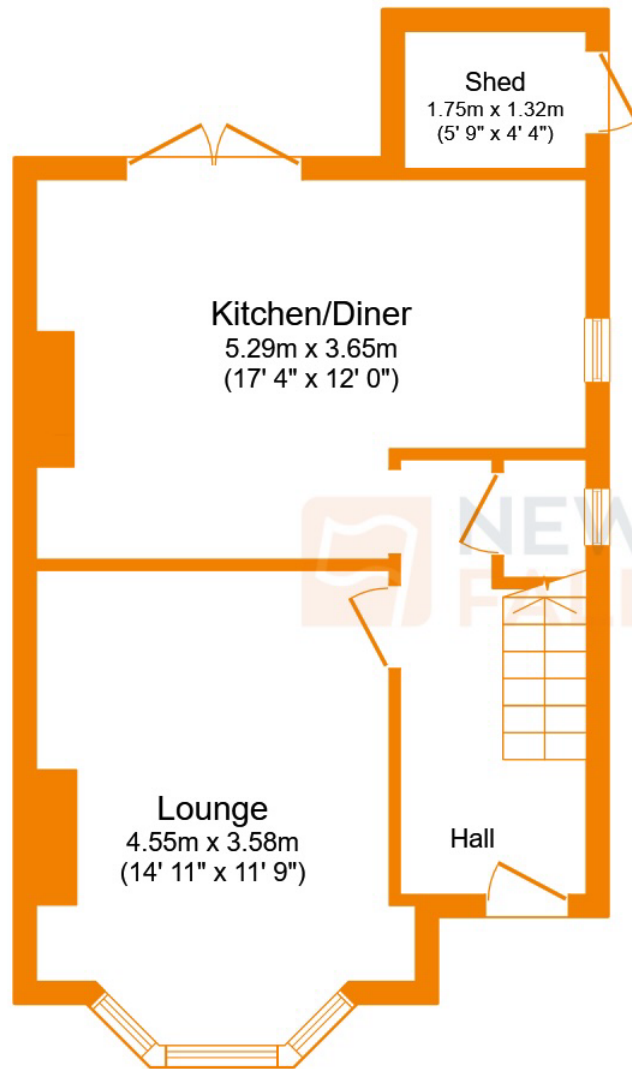 Shed
1.75m x 1.32m
(5' 9" x 4' 4")
Kitchen/Diner
5.29m x 3.65m
(17' 4" x 12' 0")
NEW
Lounge
4.55m x 3.58m
(14' 11" x 11' 9")
Hall